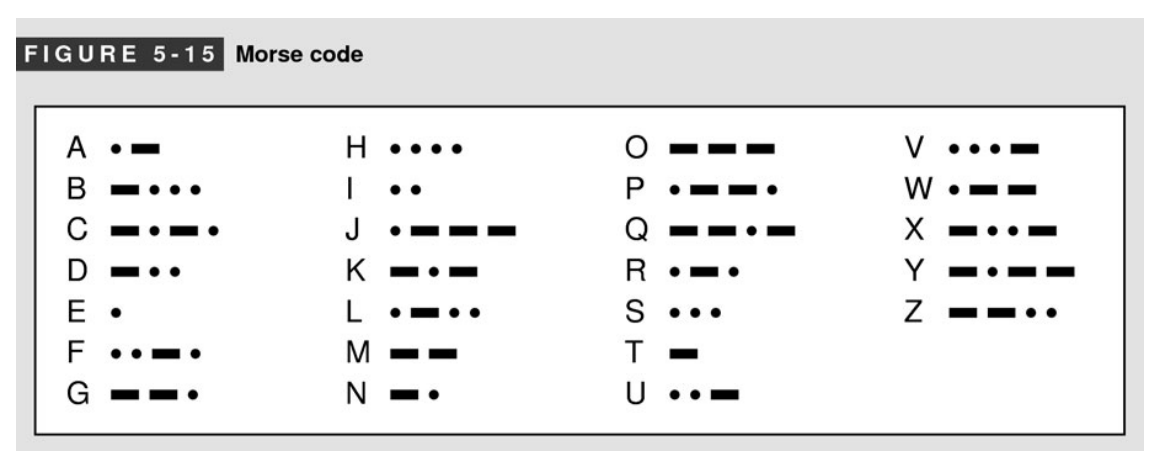 FIGURE 5-15 Morse code
A •–  H ••••  O –––  V •••–
B –•••  I ••  P •––•  W •––
C –•–•  J •–––  Q ––•–  X –••–
D –••  K –•–  R •–•  Y –•––
E •  L •–••  S •••  Z ––••
F ••–•  M ––  T –
G ––•  N –•  U ••–